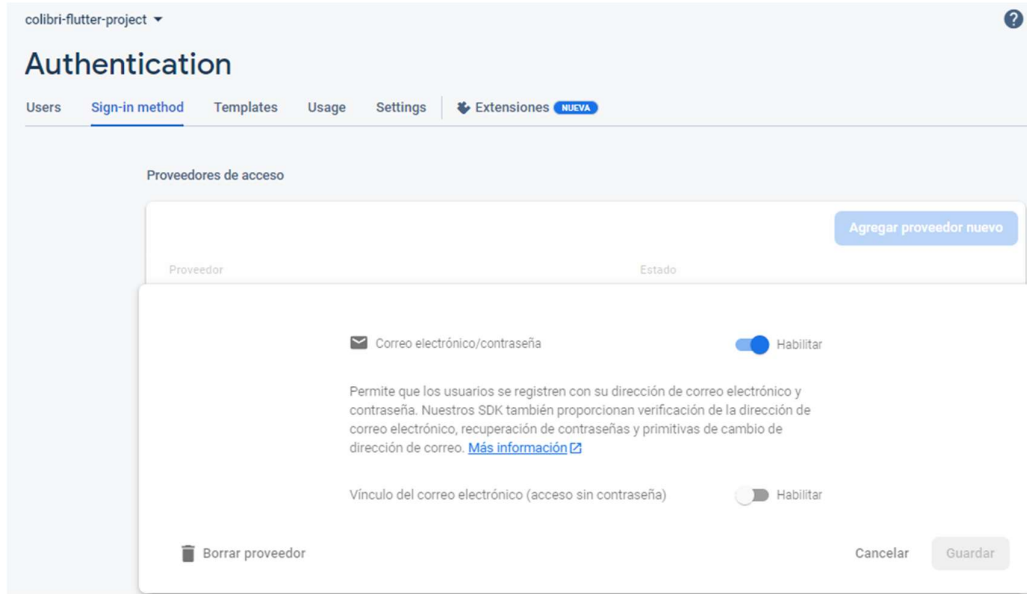 colibri-flutter-project
Authentication
Users Sign-in method Templates Usage Settings Extensiones NUEVA
Proveedores de acceso
Agregar proveedor nuevo
Proveedor Estado
Correo electrónico/contraseña Habilitar
Permite que los usuarios se registren con su dirección de correo electrónico y
contraseña. Nuestros SDK también proporcionan verificación de la dirección de
correo electrónico, recuperación de contraseñas y primitivas de cambio de
dirección de correo. Más información
Vínculo del correo electrónico (acceso sin contraseña) Habilitar
Borrar proveedor Cancelar Guardar